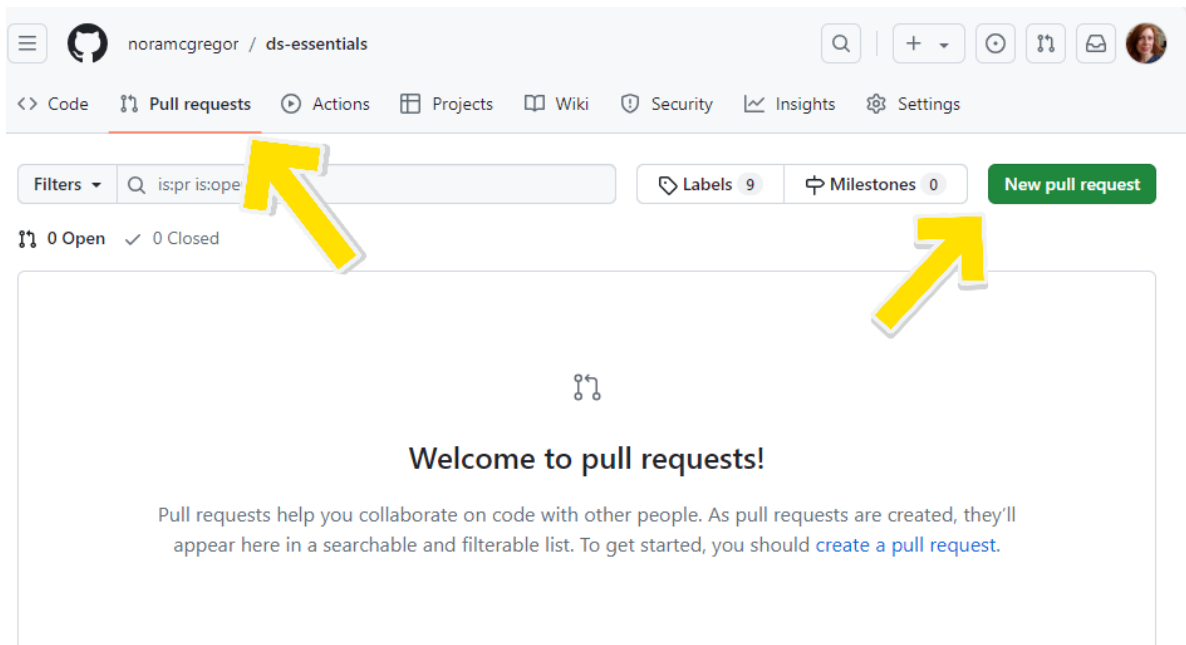 noramcgregor / ds-essentials
Code Pull requests Actions Projects Wiki Security Insights Settings
Filters is:pr is:ope Labels 9 Milestones 0 New pull request
0 Open 0 Closed
Welcome to pull requests!
Pull requests help you collaborate on code with other people. As pull requests are created, they’ll
appear here in a searchable and filterable list. To get started, you should create a pull request.